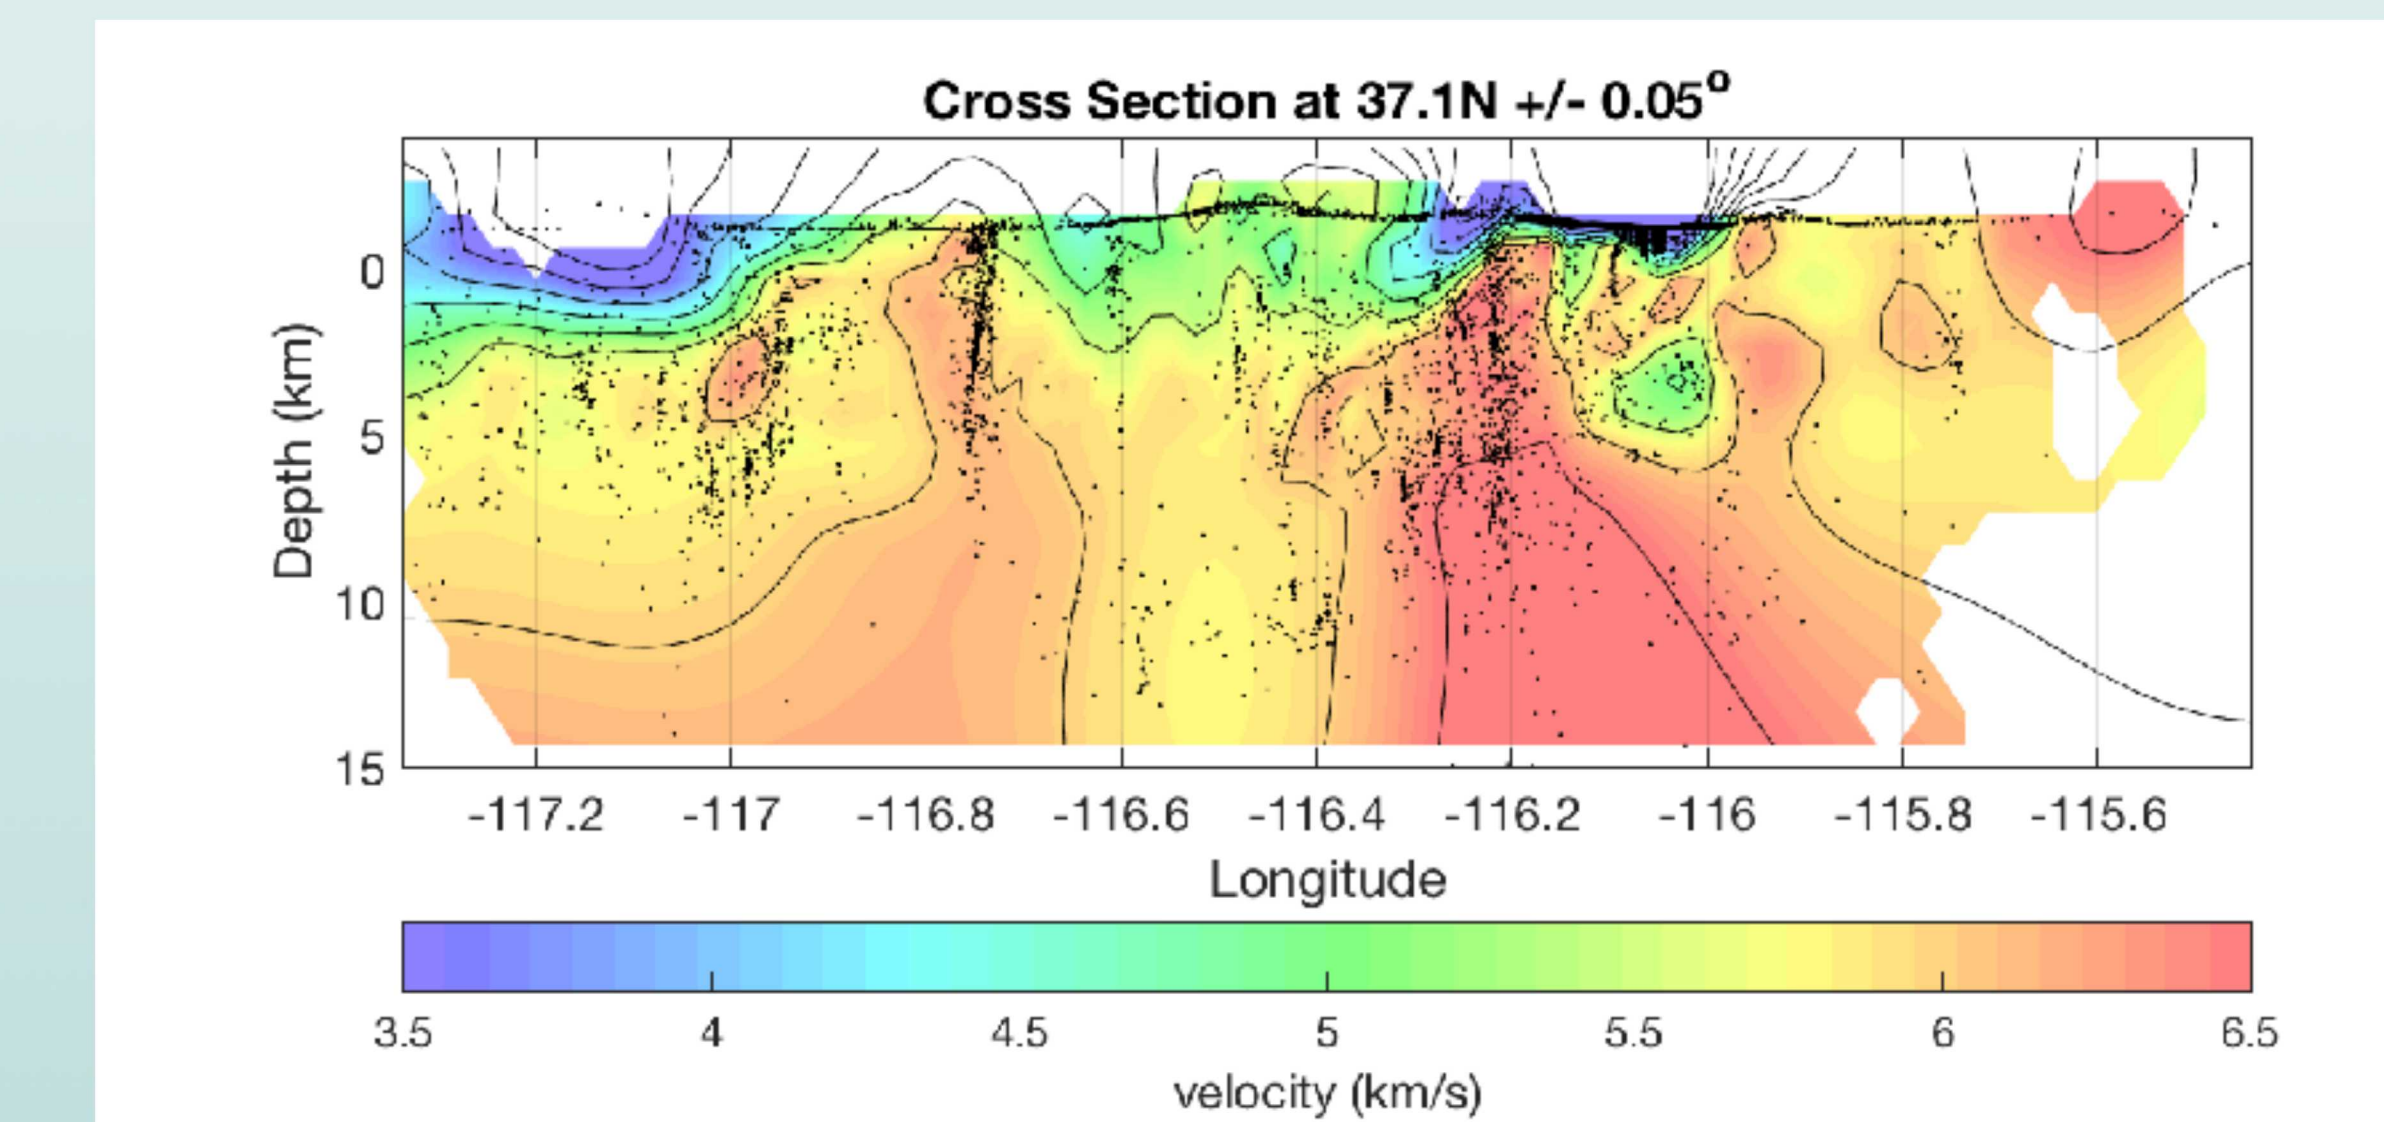 Cross Section at 37.1N +/- 0.05°
Depth (km)
0
5
10
15
-117.2 -117 -116.8 -116.6 -116.4 -116.2 -116 -115.8 -115.6
Longitude
3.5 4 4.5 5 5.5 6 6.5
velocity (km/s)